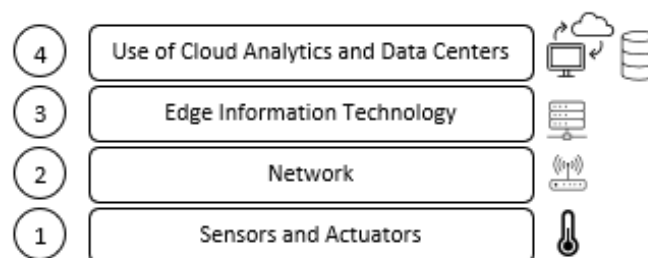 4 Use of Cloud Analytics and Data Centers
3 Edge Information Technology
2 Network
1 Sensors and Actuators